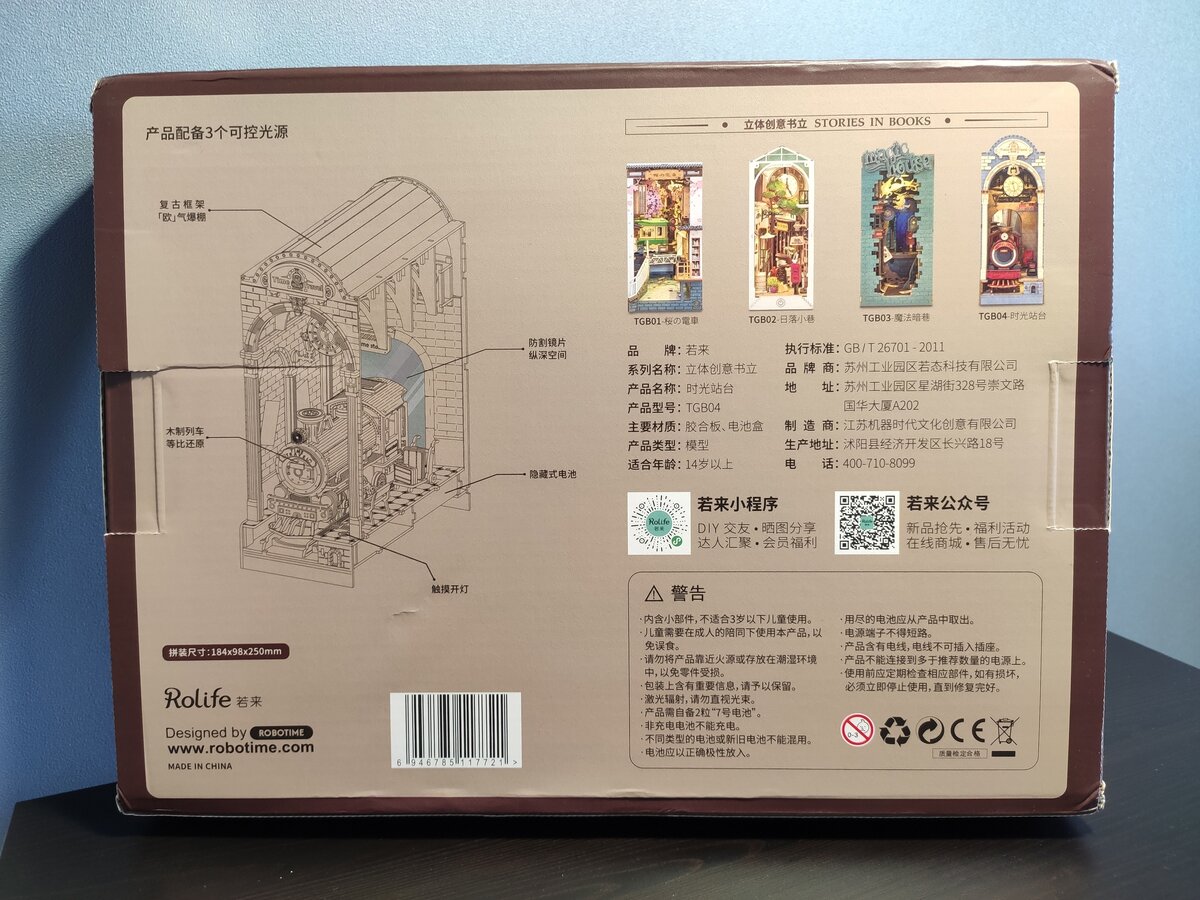 产品配备3个可控光源
复古框架
「欧」气爆棚
Time Travel
防割镜片
纵深空间
木制列车
等比还原
隐藏式电池
触摸开灯
拼装尺寸:184x98x250mm
Rolife 若来
Designed by ROBOTIME
www.robotime.com
MADE IN CHINA
6 946785 117721 >
立体创意书立 STORIES IN BOOKS
magic house
TGB01-桜の電車
TGB02-日落小巷
TGB03-魔法暗巷
TGB04-时光站台
品 牌: 若来
系列名称: 立体创意书立
产品名称: 时光站台
产品型号: TGB04
主要材质: 胶合板、电池盒
产品类型: 模型
适合年龄: 14岁以上
执行标准: GB/T 26701 - 2011
品 牌 商: 苏州工业园区若态科技有限公司
地 址: 苏州工业园区星湖街328号崇文路
国华大厦A202
制 造 商: 江苏机器时代文化创意有限公司
生产地址: 沭阳县经济开发区长兴路18号
电 话: 400-710-8099
Rolife
若来
若来小程序
DIY 交友 • 晒图分享
达人汇聚 • 会员福利
若来公众号
新品抢先 • 福利活动
在线商城 • 售后无忧
警告
·内含小部件,不适合3岁以下儿童使用。
·儿童需要在成人的陪同下使用本产品,以
免误食。
·请勿将产品靠近火源或存放在潮湿环境
中,以免零件受损。
·包装上含有重要信息,请予以保留。
·激光辐射,请勿直视光束。
·产品需自备2粒“7号电池”。
·非充电电池不能充电。
·不同类型的电池或新旧电池不能混用。
·电池应以正确极性放入。
·用尽的电池应从产品中取出。
·电源端子不得短路。
·产品含有电线,电线不可插入插座。
·产品不能连接到多于推荐数量的电源上。
·使用前应定期检查相应部件,如有损坏,
必须立即停止使用,直到修复完好。
0-3
CE
质量检定合格